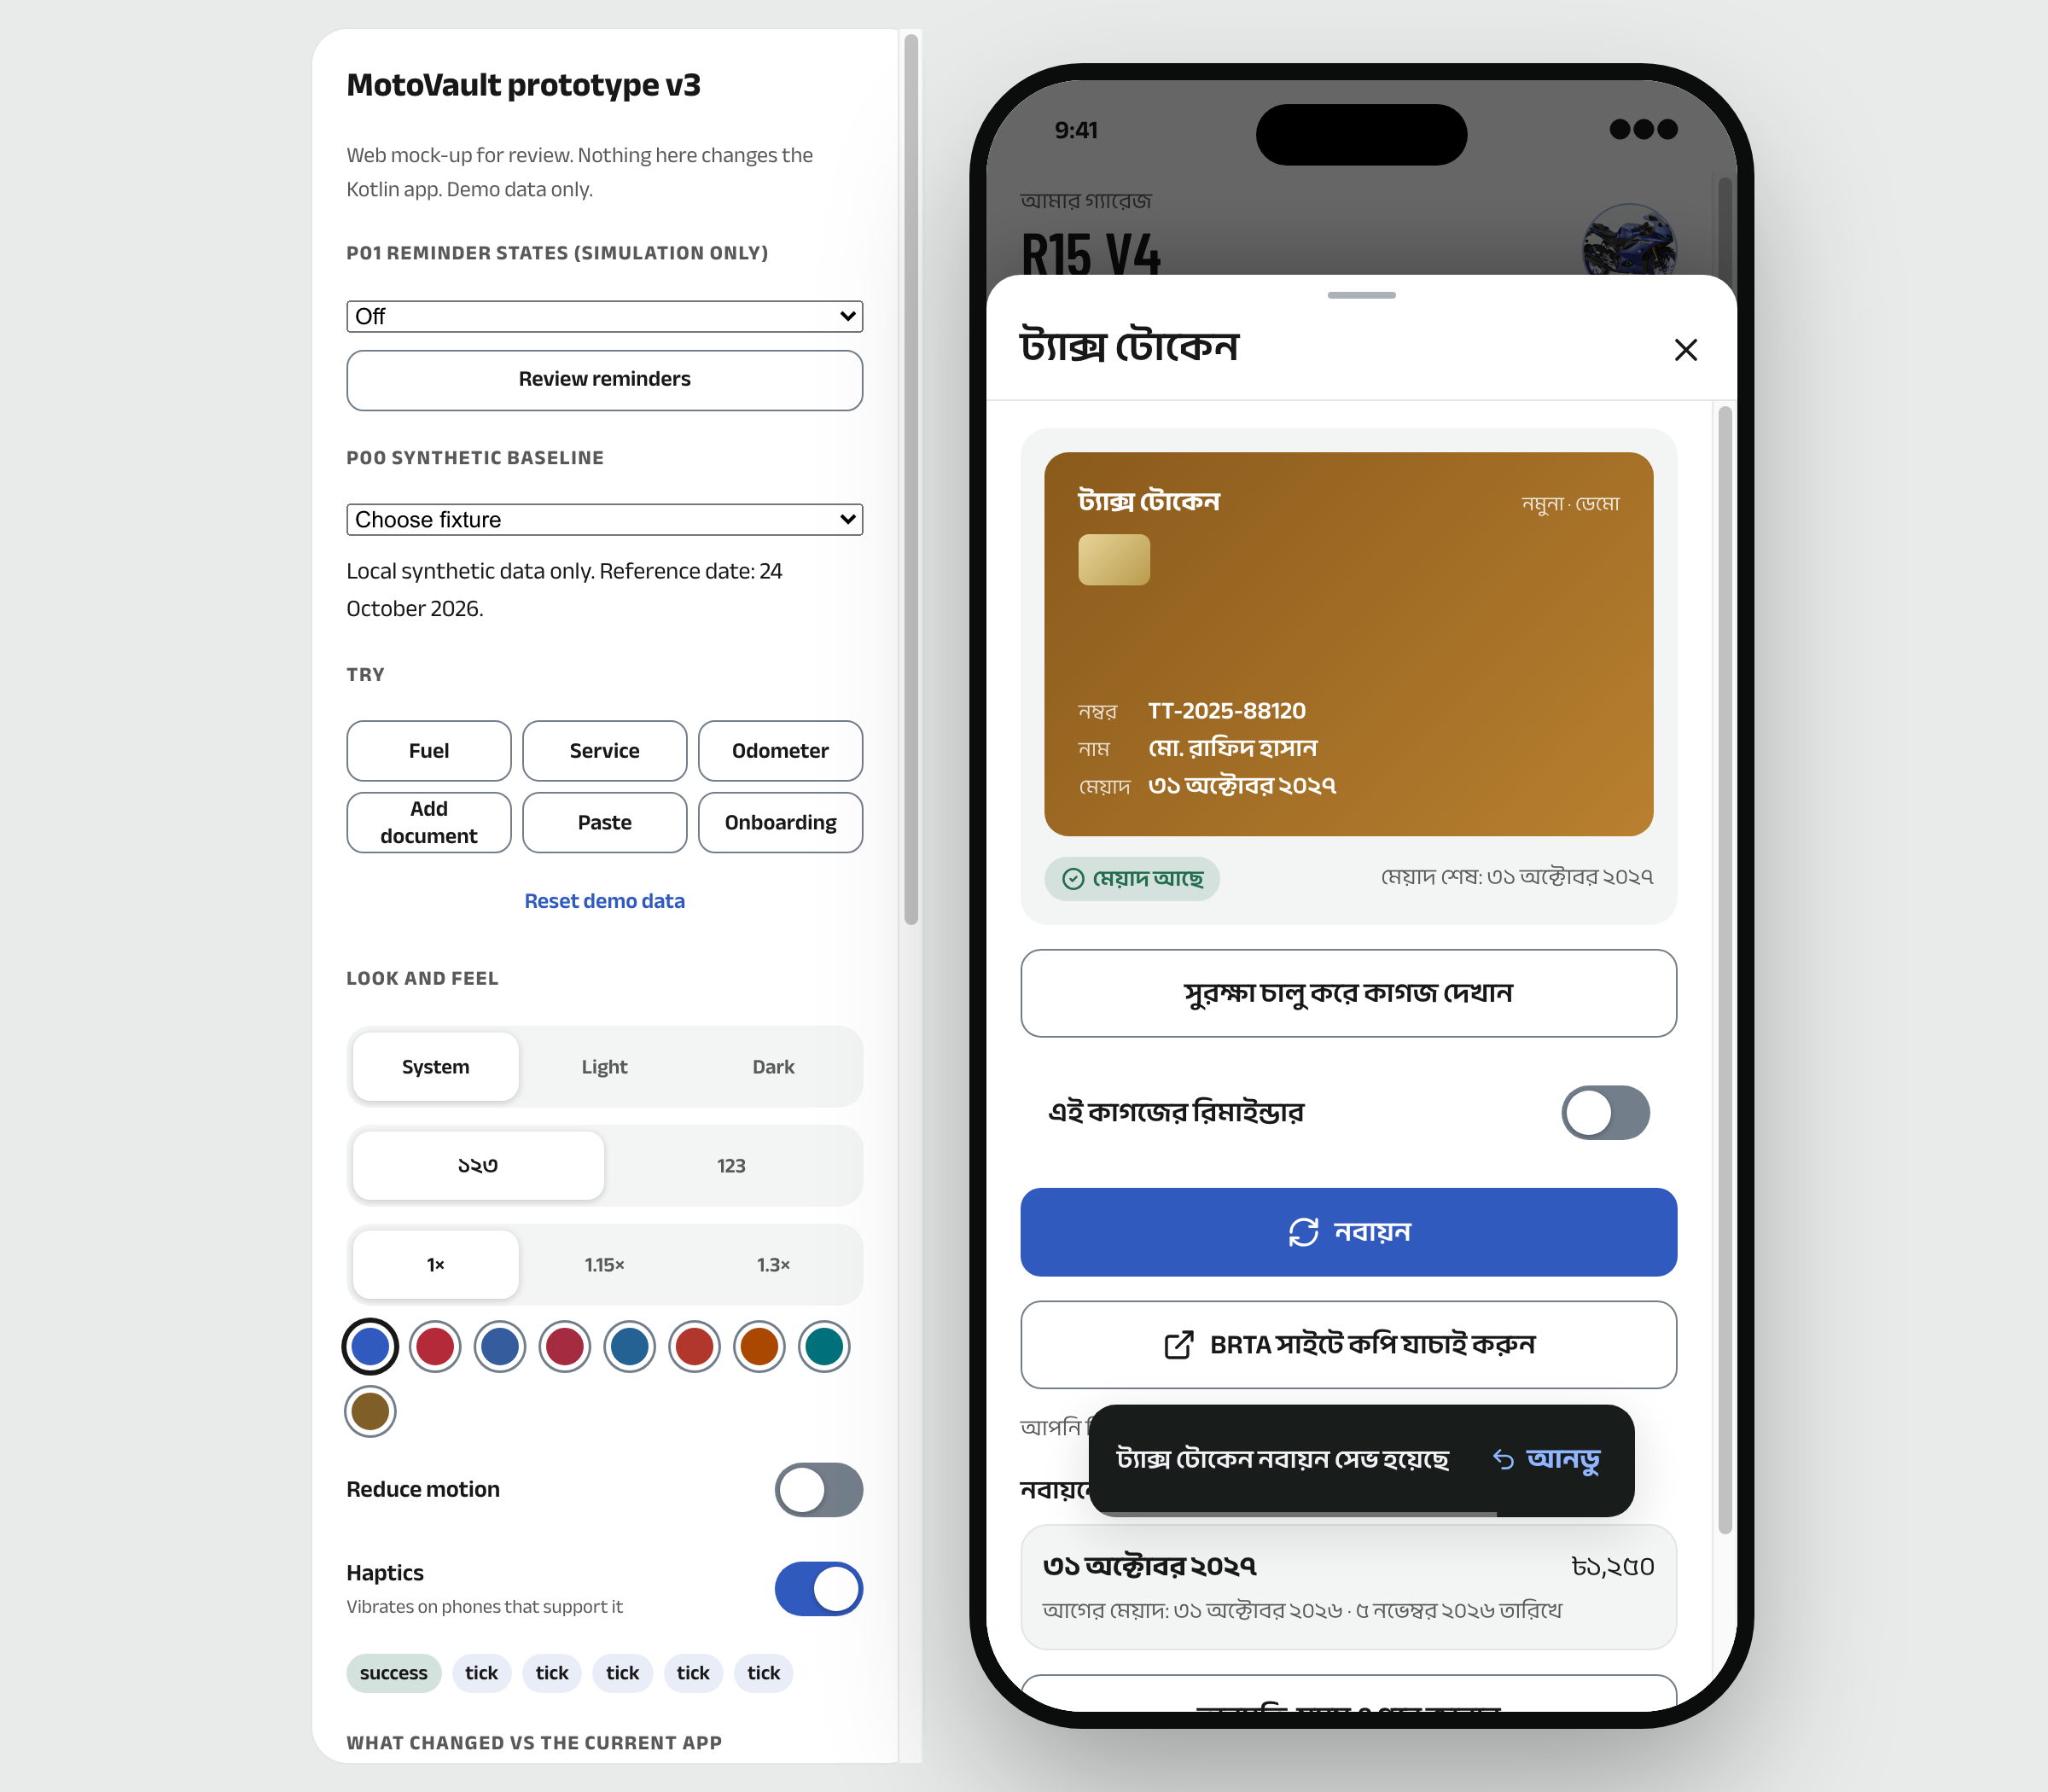 MotoVault prototype v3
Web mock-up for review. Nothing here changes the
Kotlin app. Demo data only.
P01 REMINDER STATES (SIMULATION ONLY)
Off
Review reminders
P00 SYNTHETIC BASELINE
Choose fixture
Local synthetic data only. Reference date: 24
October 2026.
TRY
Fuel
Service
Odometer
Add
document
Paste
Onboarding
Reset demo data
LOOK AND FEEL
System
Light
Dark
১২৩
123
1×
1.15×
1.3×
Reduce motion
Haptics
Vibrates on phones that support it
success
tick
tick
tick
tick
tick
WHAT CHANGED VS THE CURRENT APP
9:41
আমার গ্যারেজ
R15 V4
ট্যাক্স টোকেন
ট্যাক্স টোকেন
নমুনা · ডেমো
নম্বর TT-2025-88120
নাম মো. রাফিদ হাসান
মেয়াদ ৩১ অক্টোবর ২০২৭
মেয়াদ আছে
মেয়াদ শেষ: ৩১ অক্টোবর ২০২৭
সুরক্ষা চালু করে কাগজ দেখান
এই কাগজের রিমাইন্ডার
নবায়ন
BRTA সাইটে কপি যাচাই করুন
আপনি
ট্যাক্স টোকেন নবায়ন সেভ হয়েছে
আনডু
৩১ অক্টোবর ২০২৭
৳১,২৫০
আগের মেয়াদ: ৩১ অক্টোবর ২০২৬ · ৫ নভেম্বর ২০২৬ তারিখে